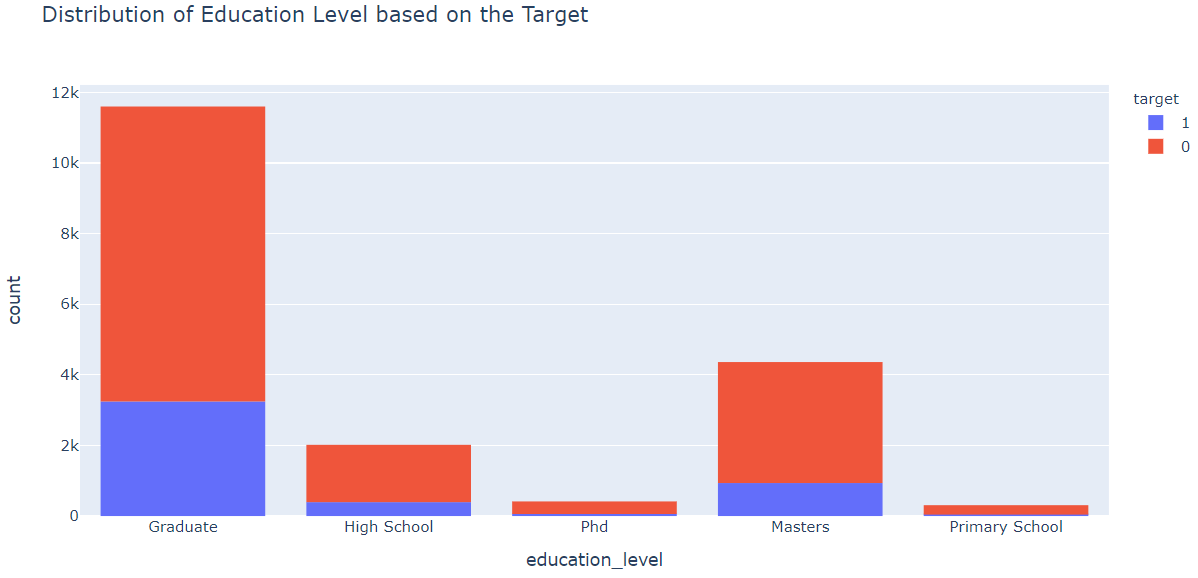 Distribution of Education Level based on the Target
target
1
0
12k
10k
8k
6k
4k
2k
0
count
Graduate
High School
Phd
Masters
Primary School
education_level